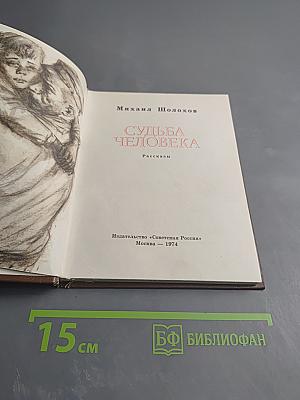 Михаил Шолохов
СУДЬБА
ЧЕЛОВЕКА
Рассказы
Издательство «Советская Россия»
Москва — 1974
15 см
БФ БИБЛИОФАН